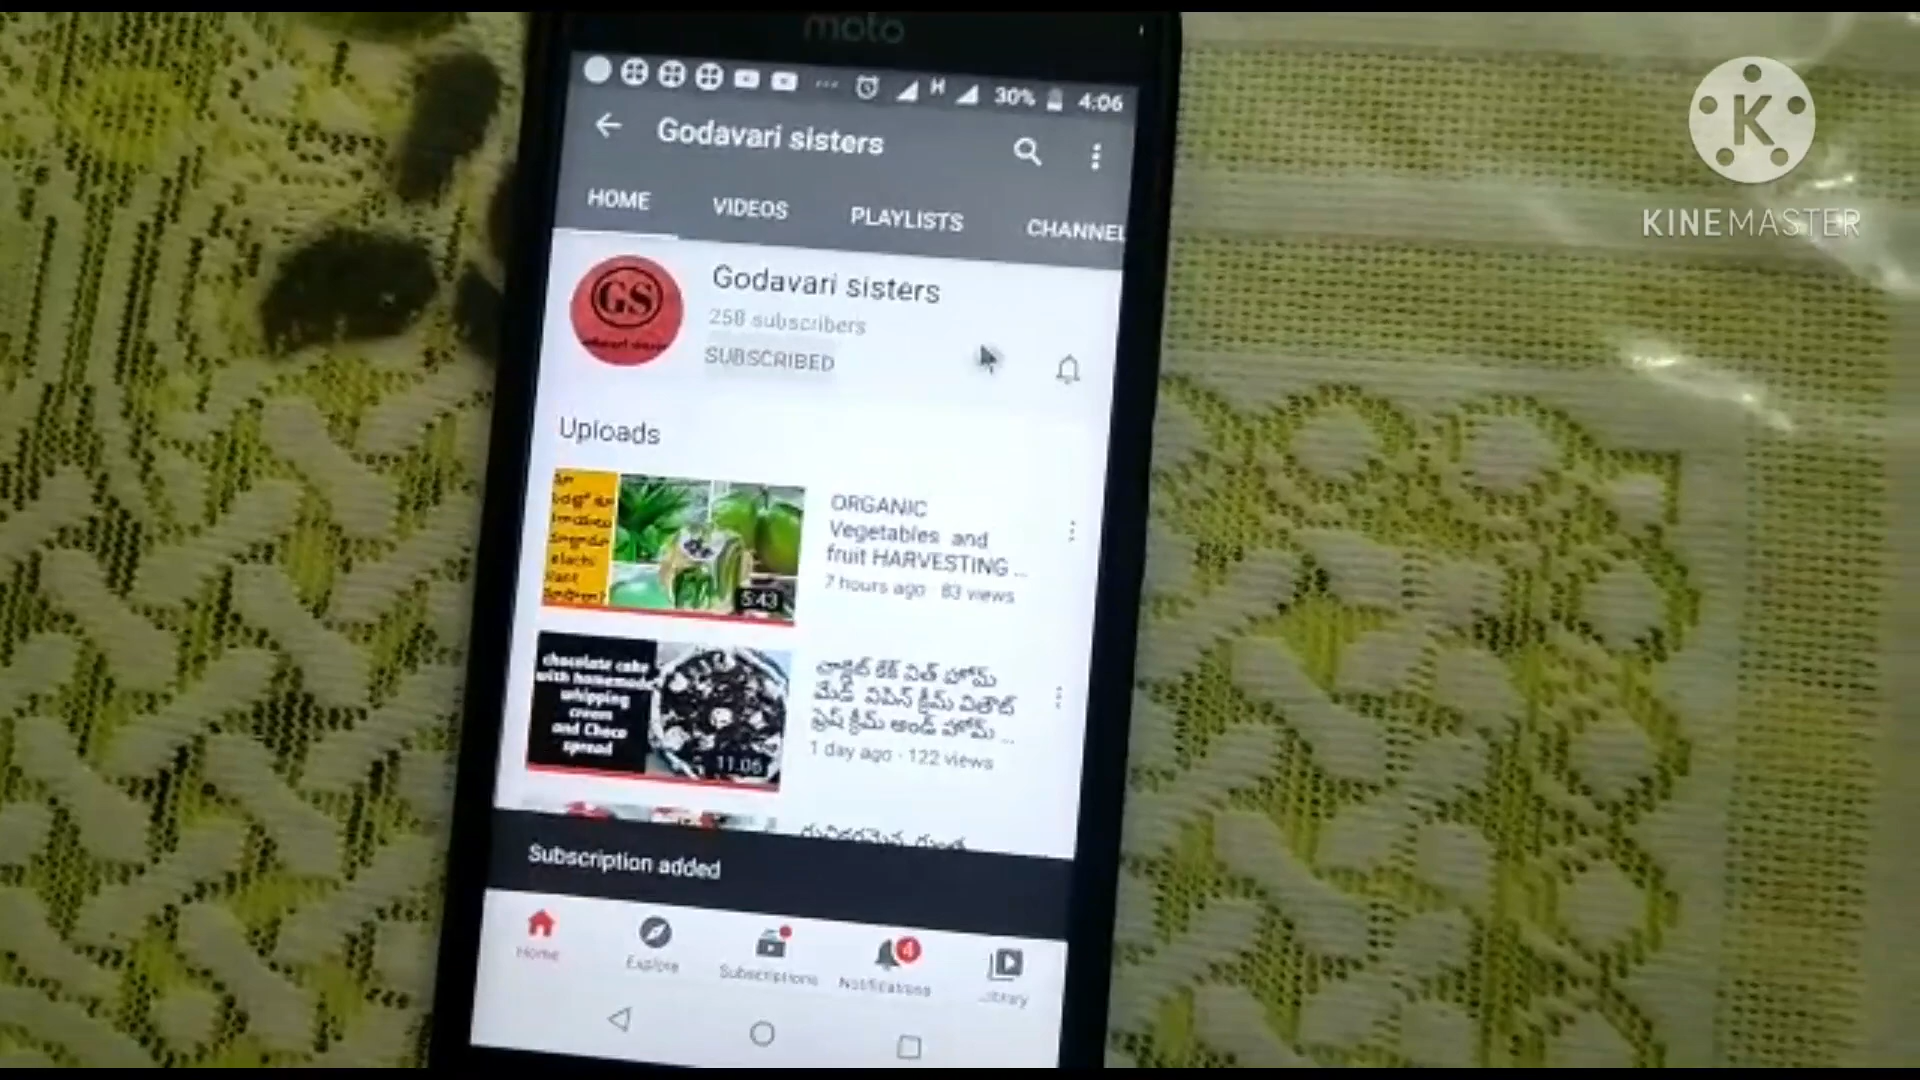 moto
H 30% 4:06
Godavari sisters
HOME VIDEOS PLAYLISTS CHANNEL
GS
Godavari sisters
258 subscribers
SUBSCRIBED
Uploads
elachi
5:43
ORGANIC
Vegetables and
fruit HARVESTING ...
7 hours ago · 83 views
chocolate cake
with homemade
whipping
cream
and Choco
spread
11:06
చాక్లెట్ కేక్ విత్ హోమ్
మేడ్ విపిన్ క్రీమ్ వితౌట్
ఫ్రెష్ క్రీమ్ అండ్ హోమ్ ...
1 day ago · 122 views
Subscription added
Home
Explore
Subscriptions
4
Notifications
Library
K
KINEMASTER